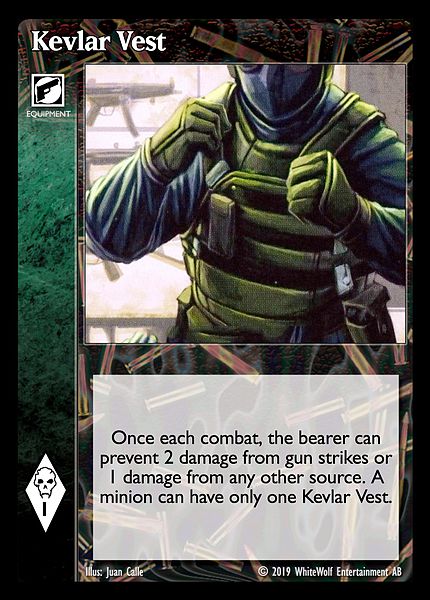 Kevlar Vest
EQUIPMENT
Once each combat, the bearer can
prevent 2 damage from gun strikes or
1 damage from any other source. A
minion can have only one Kevlar Vest.
1
Illus: Juan Calle
© 2019 WhiteWolf Entertainment AB